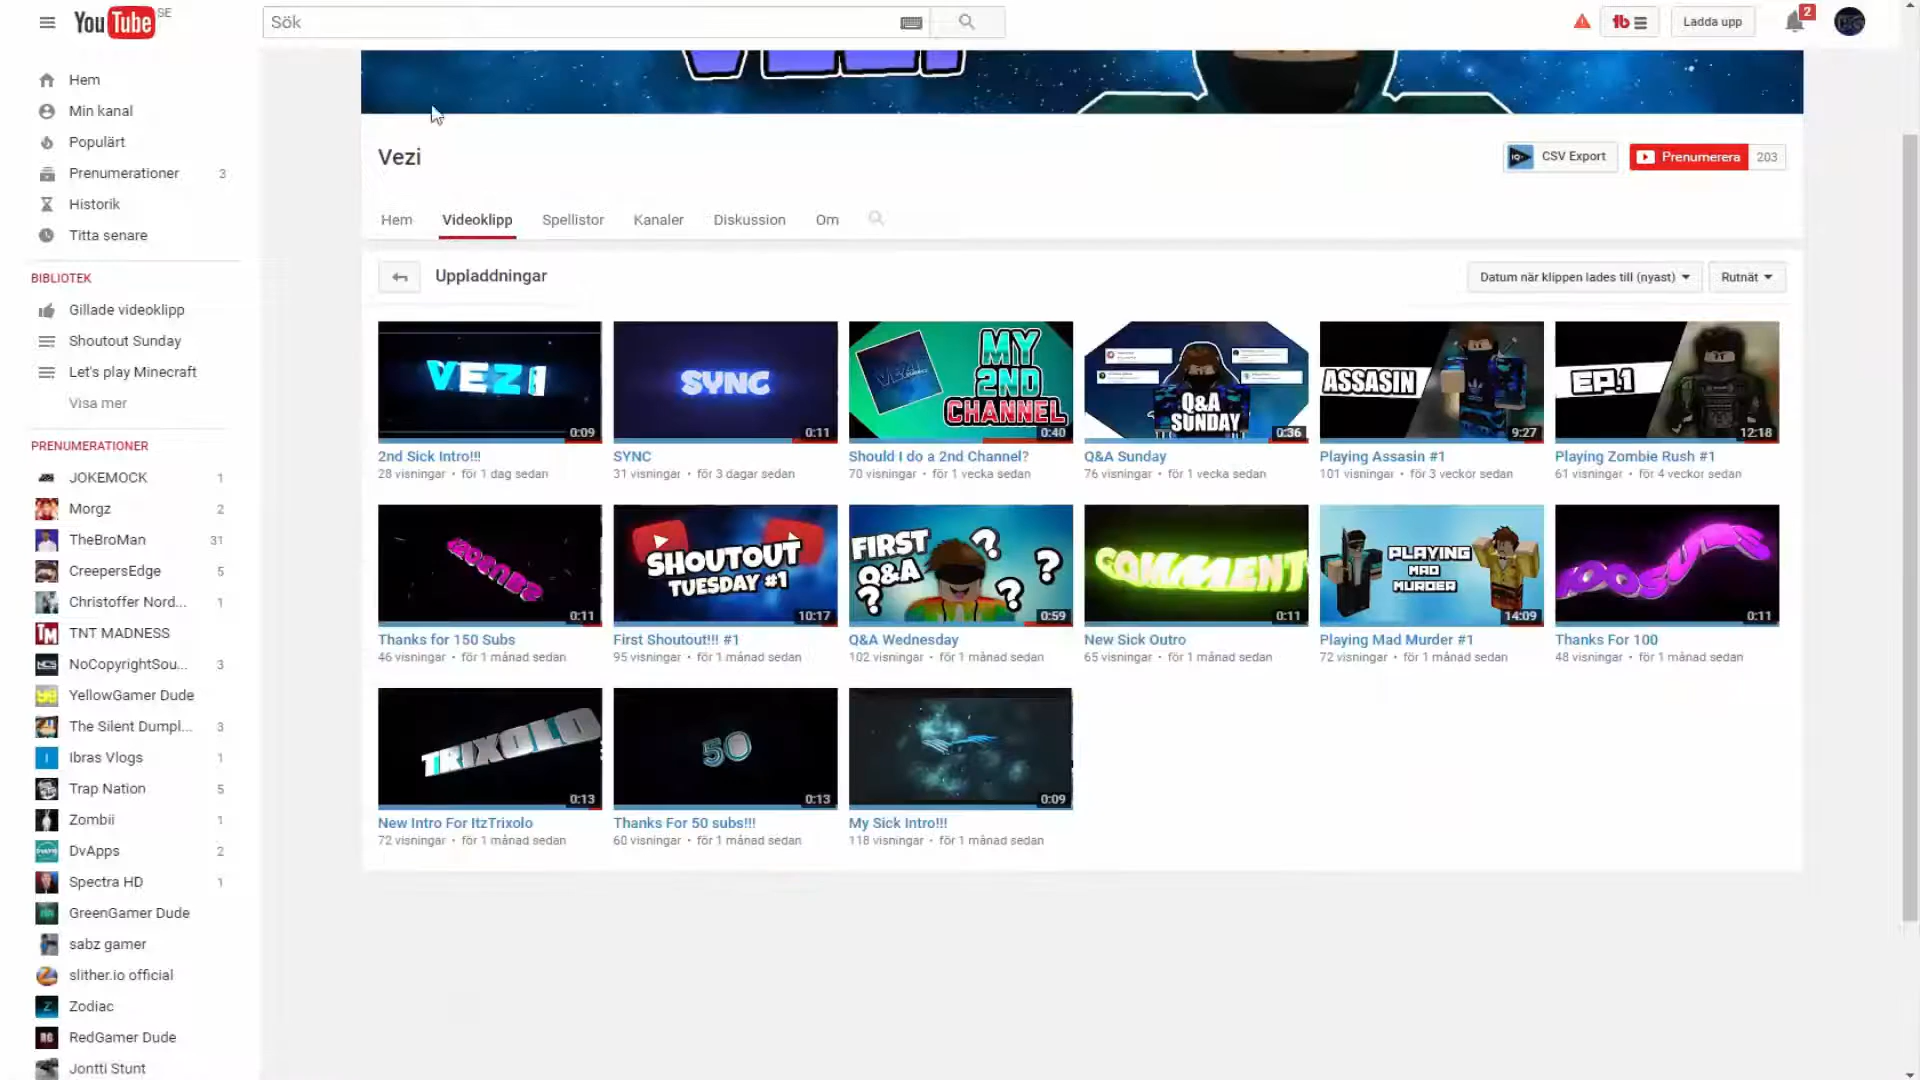 YouTube SE
Sök
Ladda upp
2
Hem
Min kanal
Populärt
Prenumerationer 3
Historik
Titta senare
BIBLIOTEK
Gillade videoklipp
Shoutout Sunday
Let's play Minecraft
Visa mer
PRENUMERATIONER
JOKEMOCK 1
Morgz 2
TheBroMan 31
CreepersEdge 5
Christoffer Nord... 1
TNT MADNESS
NoCopyrightSou... 3
YellowGamer Dude
The Silent Dumpl... 3
Ibras Vlogs 1
Trap Nation 5
Zombii 1
DvApps 2
Spectra HD 1
GreenGamer Dude
sabz gamer
slither.io official
Zodiac
RedGamer Dude
Jontti Stunt
Vezi
CSV Export
Prenumerera 203
Hem Videoklipp Spellistor Kanaler Diskussion Om
Uppladdningar
Datum när klippen lades till (nyast)
Rutnät
VEZI
0:09
2nd Sick Intro!!!
28 visningar • för 1 dag sedan
SYNC
0:11
SYNC
31 visningar • för 3 dagar sedan
MY
2ND
CHANNEL
0:40
Should I do a 2nd Channel?
70 visningar • för 1 vecka sedan
Q&A
SUNDAY
0:36
Q&A Sunday
76 visningar • för 1 vecka sedan
ASSASIN
9:27
Playing Assasin #1
101 visningar • för 3 veckor sedan
EP.1
12:18
Playing Zombie Rush #1
61 visningar • för 4 veckor sedan
0:11
Thanks for 150 Subs
46 visningar • för 1 månad sedan
SHOUTOUT
TUESDAY #1
10:17
First Shoutout!!! #1
95 visningar • för 1 månad sedan
FIRST
Q&A
? ? ? ?
0:59
Q&A Wednesday
102 visningar • för 1 månad sedan
COMMENT
0:11
New Sick Outro
65 visningar • för 1 månad sedan
PLAYING
MAD
MURDER
14:09
Playing Mad Murder #1
72 visningar • för 1 månad sedan
0:11
Thanks For 100
48 visningar • för 1 månad sedan
TRIXOLO
0:13
New Intro For ItzTrixolo
72 visningar • för 1 månad sedan
50
0:13
Thanks For 50 subs!!!
60 visningar • för 1 månad sedan
0:09
My Sick Intro!!!
118 visningar • för 1 månad sedan